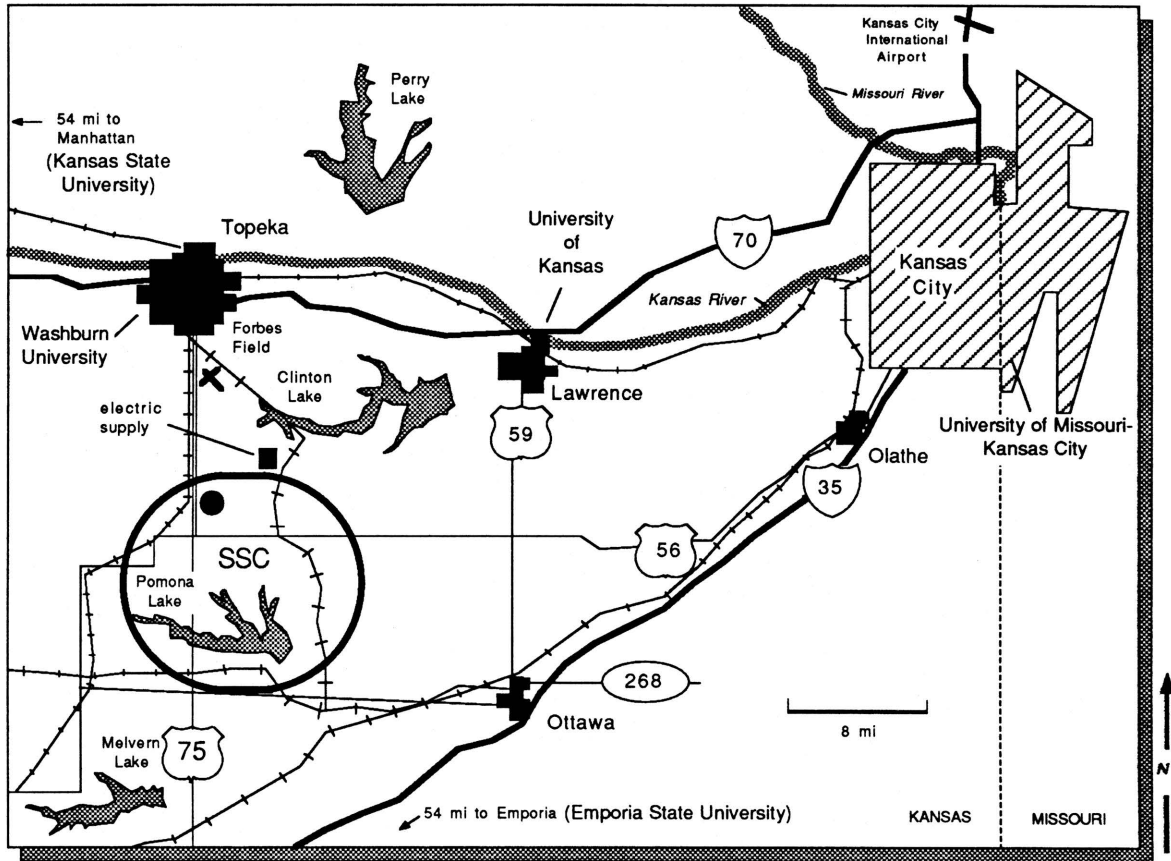 Kansas City
International
Airport
Missouri River
Perry
Lake
54 mi to
Manhattan
(Kansas State
University)
Topeka
University
of
Kansas
70
Kansas
City
Kansas River
Washburn
University
Forbes
Field
Clinton
Lake
Lawrence
electric
supply
59
University of Missouri-
Kansas City
Olathe
35
SSC
56
Pomona
Lake
268
Ottawa
8 mi
Melvern
Lake
75
N
54 mi to Emporia (Emporia State University)
KANSAS
MISSOURI